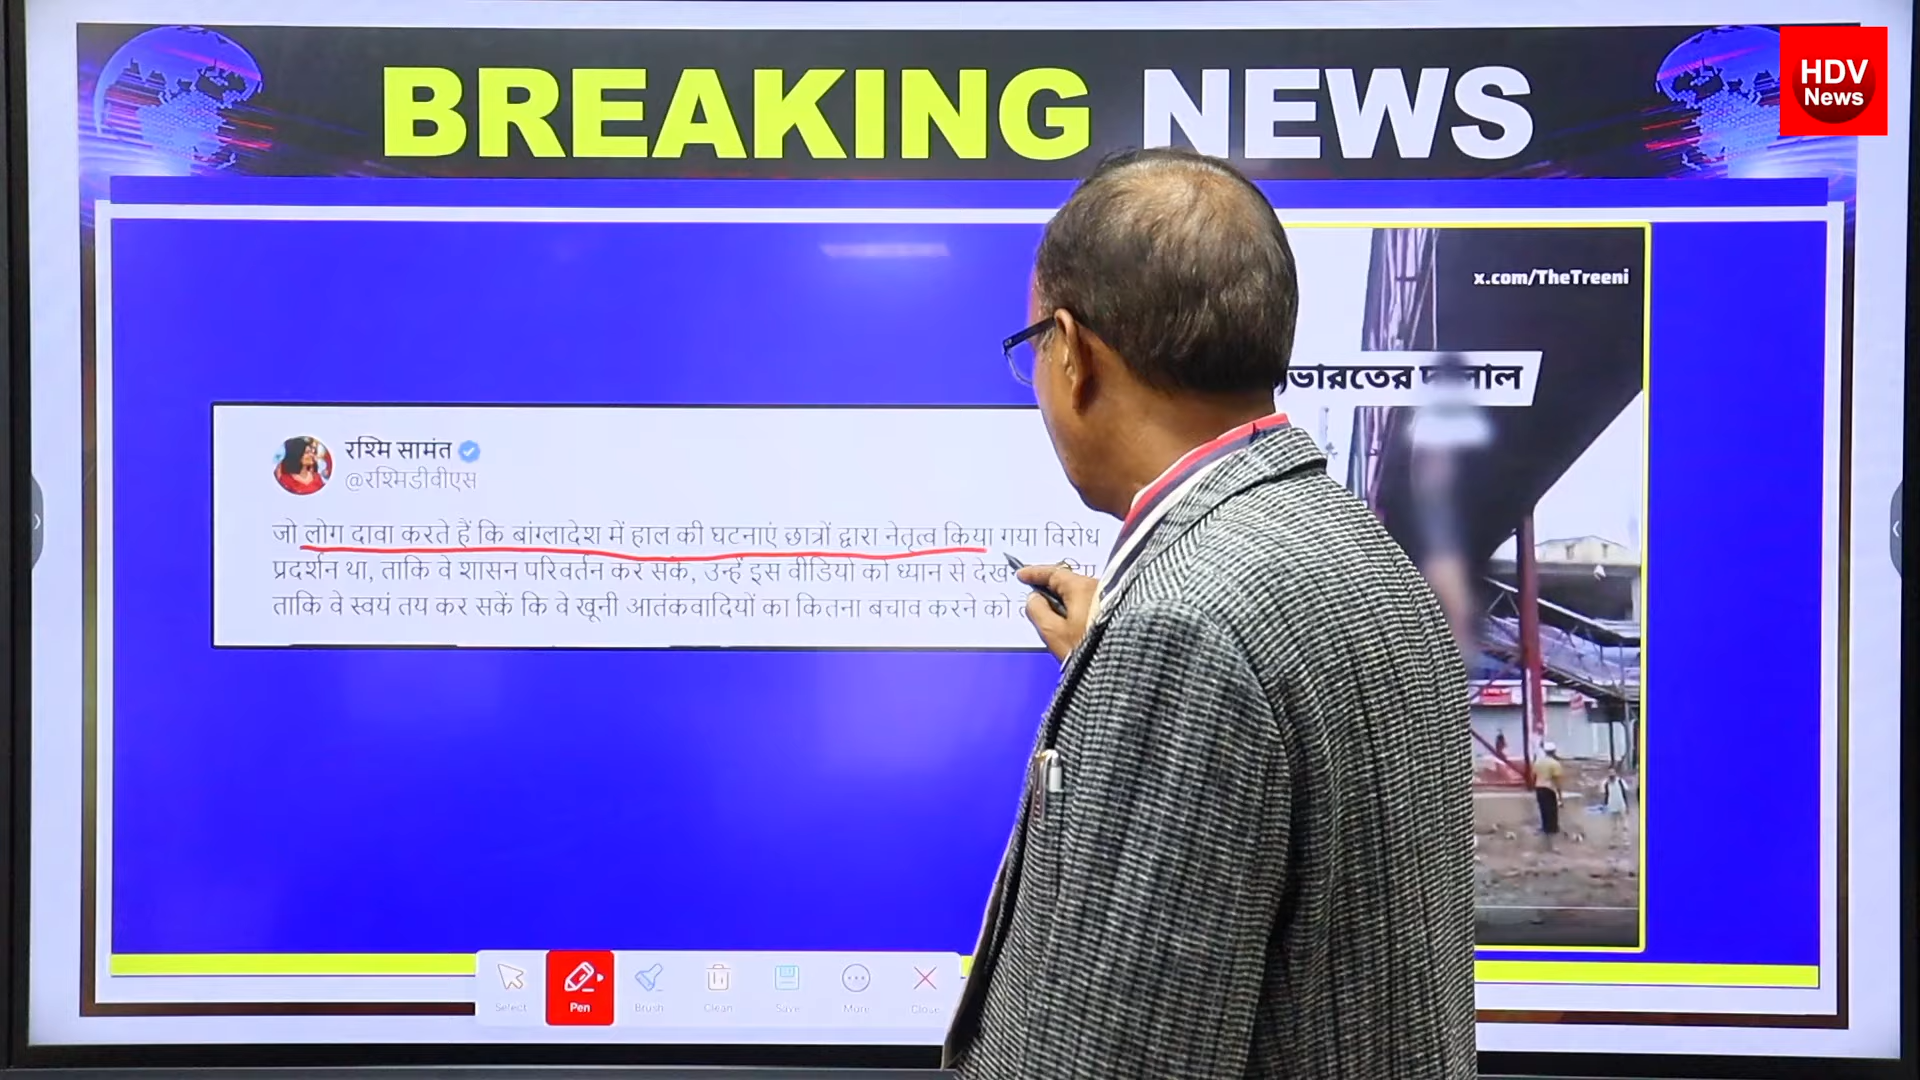 BREAKING NEWS
HDV
News
x.com/TheTreeni
ভারতের
रश्मि सामंत
@रश्मिडीवीएस
जो लोग दावा करते हैं कि बांग्लादेश में हाल की घटनाएं छात्रों द्वारा नेतृत्व किया गया विरोध
प्रदर्शन था, ताकि वे शासन परिवर्तन कर सकें, उन्हें इस वीडियो को ध्यान से
ताकि वे स्वयं तय कर सकें कि वे खूनी आतंकवादियों का कितना बचाव करने को
Select
Pen
Brush
Clean
Save
More
Close